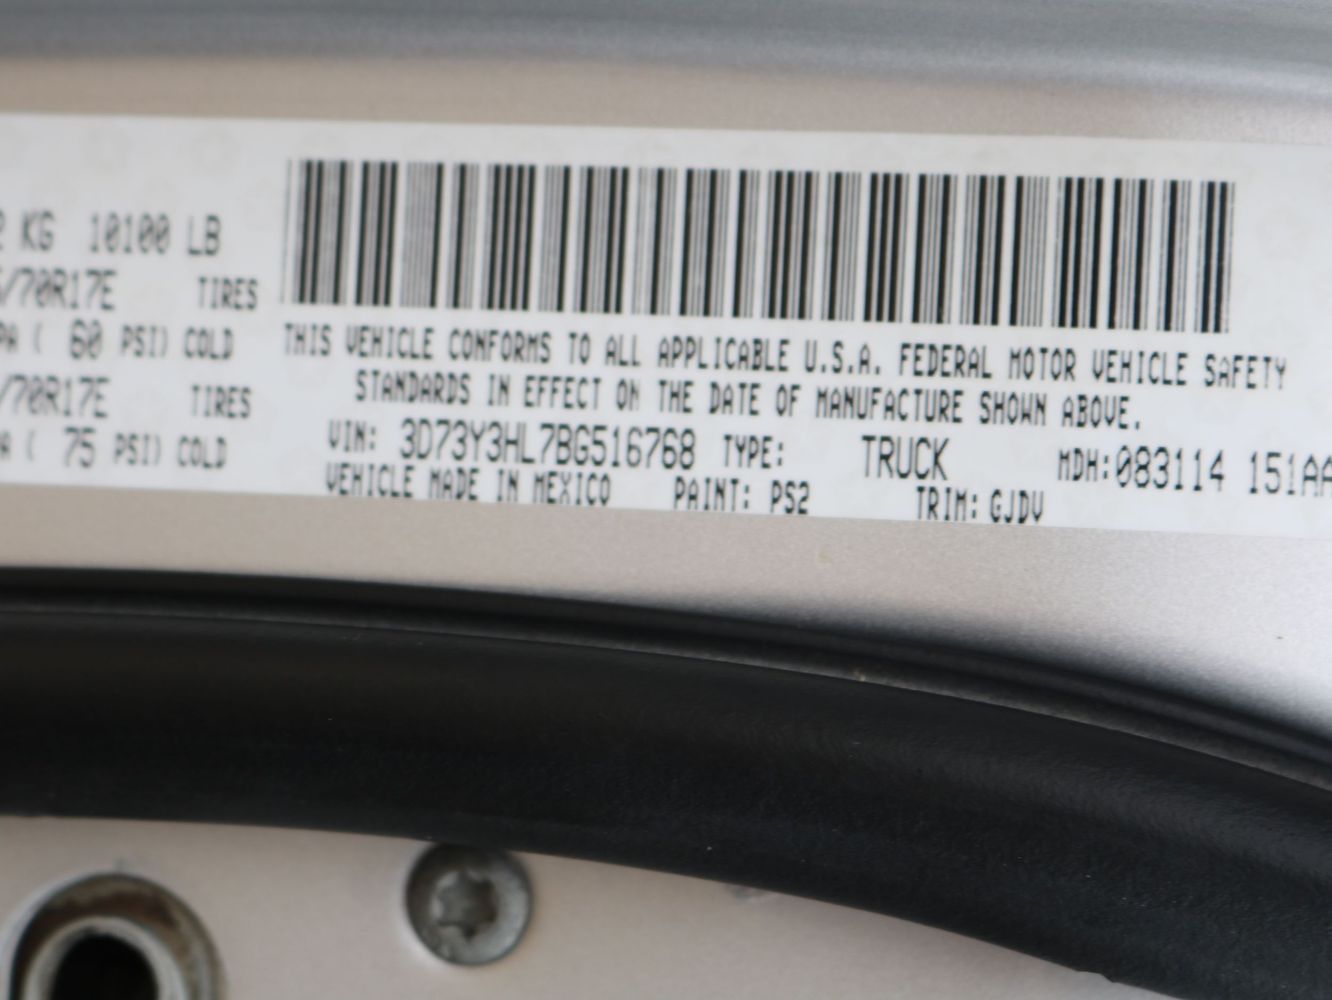 KG 10100 LB
/70R17E TIRES
PA ( 60 PSI) COLD
/70R17E TIRES
PA ( 75 PSI) COLD
THIS VEHICLE CONFORMS TO ALL APPLICABLE U.S.A. FEDERAL MOTOR VEHICLE SAFETY
STANDARDS IN EFFECT ON THE DATE OF MANUFACTURE SHOWN ABOVE.
VIN: 3D73Y3HL7BG516768 TYPE: TRUCK MDH:083114 151AA
VEHICLE MADE IN MEXICO PAINT: PS2 TRIM: GJDV